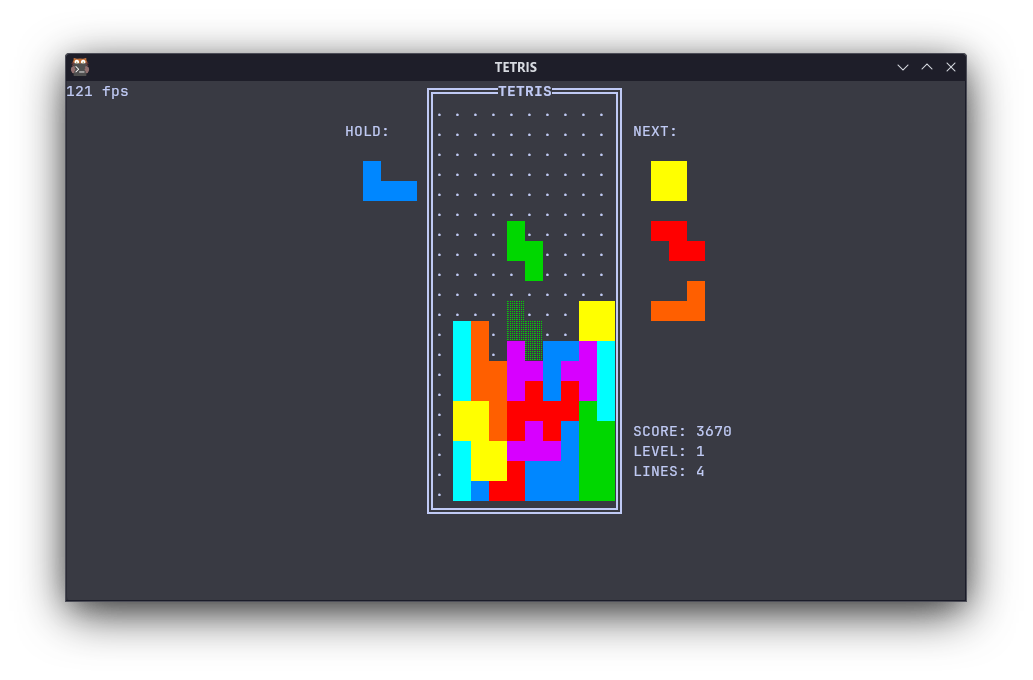 TETRIS
121 fps
TETRIS
HOLD:
NEXT:
SCORE: 3670
LEVEL: 1
LINES: 4